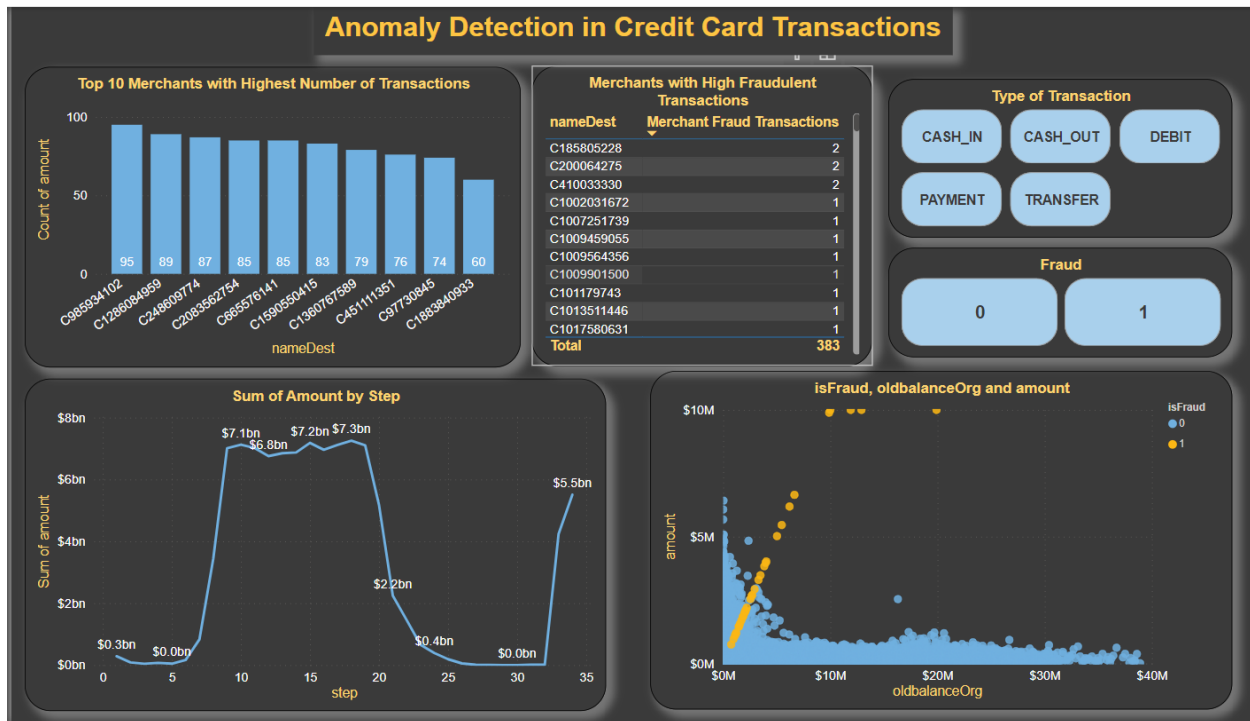 Anomaly Detection in Credit Card Transactions
Top 10 Merchants with Highest Number of Transactions
Count of amount
100
50
0
95 89 87 85 85 83 79 76 74 60
C985934102 C1286084959 C248609774 C2083562754 C665576141 C1590550415 C1360767589 C451111351 C97730845 C1883840933
nameDest
Merchants with High Fraudulent
Transactions
nameDest Merchant Fraud Transactions
C185805228 2
C200064275 2
C410033330 2
C1002031672 1
C1007251739 1
C1009459055 1
C1009564356 1
C1009901500 1
C101179743 1
C1013511446 1
C1017580631 1
Total 383
Type of Transaction
CASH_IN CASH_OUT DEBIT
PAYMENT TRANSFER
Fraud
0 1
Sum of Amount by Step
Sum of amount
$8bn
$6bn
$4bn
$2bn
$0bn
$0.3bn $0.0bn $7.1bn $6.8bn $7.2bn $7.3bn $2.2bn $0.4bn $0.0bn $5.5bn
0 5 10 15 20 25 30 35
step
isFraud, oldbalanceOrg and amount
amount
$10M
$5M
$0M
$0M $10M $20M $30M $40M
oldbalanceOrg
isFraud
0
1